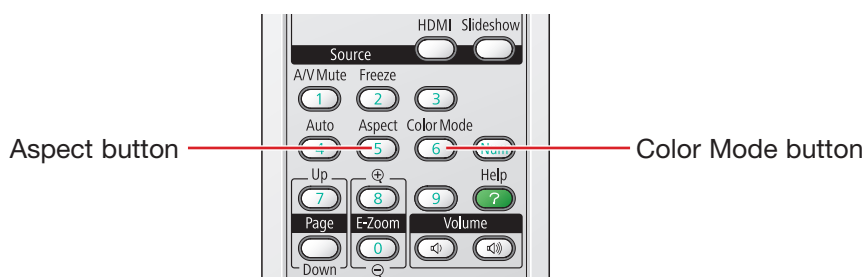 HDMI Slideshow
Source
A/V Mute Freeze
1 2 3
Auto Aspect Color Mode
Aspect button 4 5 6 Num Color Mode button
Up Help
7 8 9 ?
Page E-Zoom Volume
0
Down